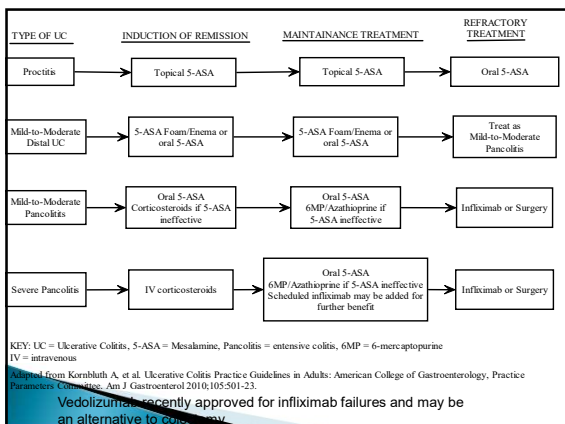 TYPE OF UC
INDUCTION OF REMISSION
MAINTAINANCE TREATMENT
REFRACTORY
TREATMENT
Proctitis
Topical 5-ASA
Topical 5-ASA
Oral 5-ASA
Mild-to-Moderate
Distal UC
5-ASA Foam/Enema or
oral 5-ASA
5-ASA Foam/Enema or
oral 5-ASA
Treat as
Mild-to-Moderate
Pancolitis
Mild-to-Moderate
Pancolitits
Oral 5-ASA
Corticosteroids if 5-ASA
ineffective
Oral 5-ASA
6MP/Azathioprine if
5-ASA ineffective
Infliximab or Surgery
Severe Pancolitis
IV corticosteroids
Oral 5-ASA
6MP/Azathioprine if 5-ASA ineffective
Scheduled infliximab may be added for
further benefit
Infliximab or Surgery
KEY: UC = Ulcerative Colitits, 5-ASA = Mesalamine, Pancolitis = entensive colitis, 6MP = 6-mercaptopurine
IV = intravenous
Adapted from Kornbluth A, et al. Ulcerative Colitis Practice Guidelines in Adults: American College of Gastroenterology, Practice
Parameters Committee. Am J Gastroenterol 2010;105:501-23.
Vedolizumab recently approved for infliximab failures and may be
an alternative to colectomy